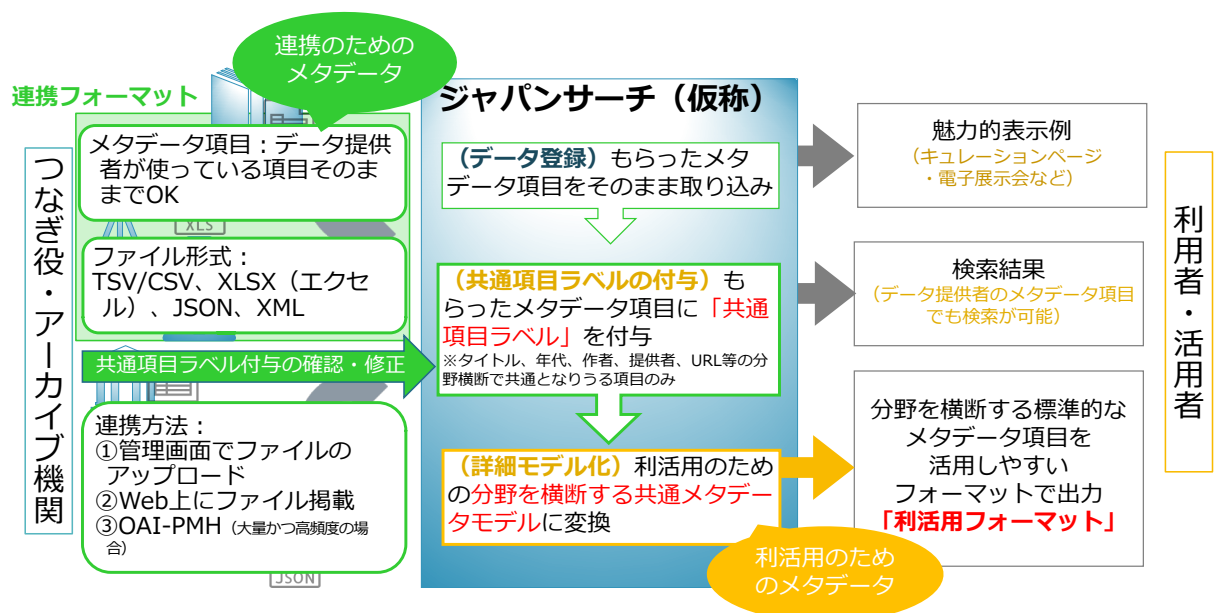 連携のための
メタデータ
連携フォーマット
つなぎ役・アーカイブ機関
メタデータ項目：データ提供
者が使っている項目そのま
までOK
XLS
ファイル形式：
TSV/CSV、XLSX（エクセ
ル）、JSON、XML
共通項目ラベル付与の確認・修正
連携方法：
①管理画面でファイルの
アップロード
②Web上にファイル掲載
③OAI-PMH（大量かつ高頻度の場
合）
JSON
ジャパンサーチ（仮称）
（データ登録）もらったメタ
データ項目をそのまま取り込み
（共通項目ラベルの付与）も
らったメタデータ項目に「共通
項目ラベル」を付与
※タイトル、年代、作者、提供者、URL等の分
野横断で共通となりうる項目のみ
（詳細モデル化）利活用のため
の分野を横断する共通メタデー
タモデルに変換
利活用のため
のメタデータ
魅力的表示例
（キュレーションページ
・電子展示会など）
検索結果
（データ提供者のメタデータ項目
でも検索が可能）
分野を横断する標準的な
メタデータ項目を
活用しやすい
フォーマットで出力
「利活用フォーマット」
利用者・活用者